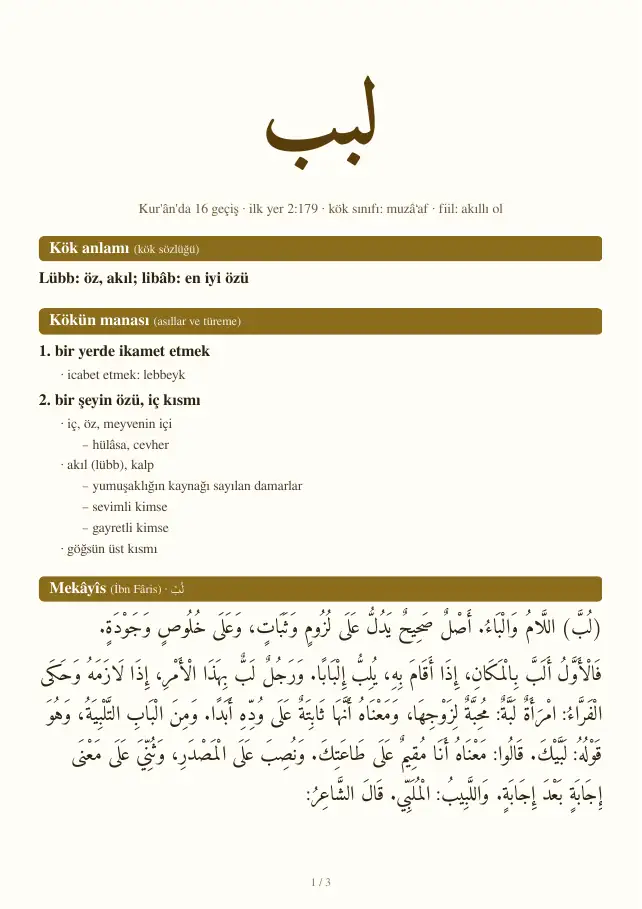 لبب
Kur'ân'da 16 geçiş · ilk yer 2:179 · kök sınıfı: muzâʿaf · fiil: akıllı ol
Kök anlamı (kök sözlüğü)
Lübb: öz, akıl; libâb: en iyi özü
Kökün manası (asıllar ve türeme)
1. bir yerde ikamet etmek
· icabet etmek: lebbeyk
2. bir şeyin özü, iç kısmı
· iç, öz, meyvenin içi
– hülâsa, cevher
· akıl (lübb), kalp
– yumuşaklığın kaynağı sayılan damarlar
– sevimli kimse
– gayretli kimse
· göğsün üst kısmı
Mekâyîs (İbn Fâris) · لُبّ
(لُبَّ) اللَّامُ وَالْبَاءُ. أَصْلٌ صَحِيحٌ يَدُلُّ عَلَى لُزُومٍ وَثَبَاتٍ، وَعَلَى خُلُوصٍ وَجَوْدَةٍ.
فَالْأَوَّلُ أَلَبَّ بِالْمَكَانِ، إِذَا أَقَامَ بِهِ، يُلِبُّ إِلْبَابًا. وَرَجُلٌ لَبٌّ بِهَذَا الْأَمْرِ، إِذَا لَازَمَهُ وَحَكَى
الْفَرَّاءُ: امْرَأَةٌ لَبَّةٌ: مُحِبَّةٌ لِزَوْجِهَا، وَمَعْنَاهُ أَنَّهَا ثَابِتَةٌ عَلَى وُدِّهِ أَبَدًا. وَمِنَ الْبَابِ التَّلْبِيَةُ، وَهُوَ
قَوْلُهُ: لَبَّيْكَ. قَالُوا: مَعْنَاهُ أَنَا مُقِيمٌ عَلَى طَاعَتِكَ. وَنُصِبَ عَلَى الْمَصْدَرِ، وَثُنِّيَ عَلَى مَعْنَى
إِجَابَةٍ بَعْدَ إِجَابَةٍ. وَاللَّبِيبُ: الْمُلَبِّي. قَالَ الشَّاعِرُ:
1 / 3